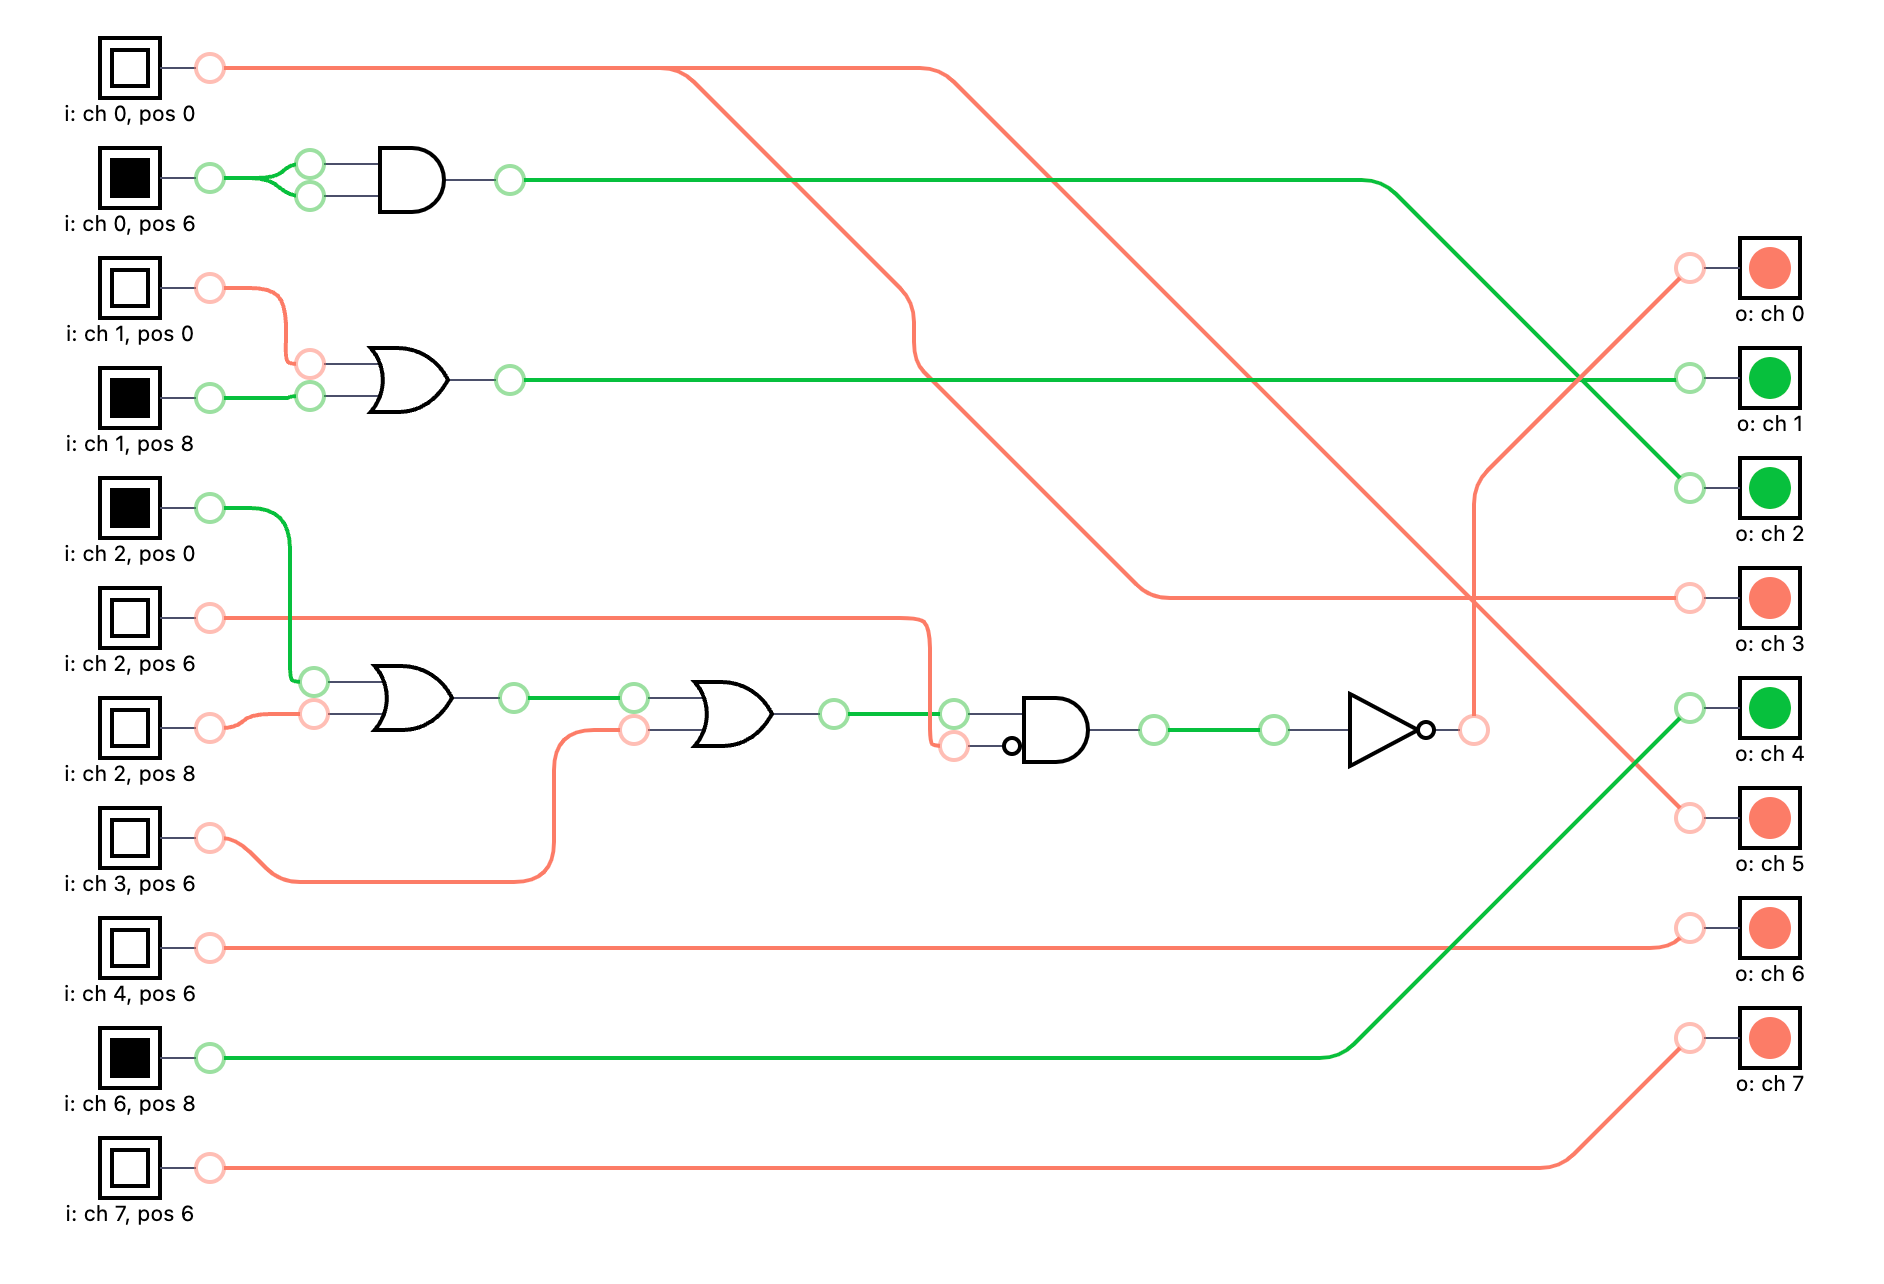 i: ch 0, pos 0
i: ch 0, pos 6
i: ch 1, pos 0
i: ch 1, pos 8
i: ch 2, pos 0
i: ch 2, pos 6
i: ch 2, pos 8
i: ch 3, pos 6
i: ch 4, pos 6
i: ch 6, pos 8
i: ch 7, pos 6
o: ch 0
o: ch 1
o: ch 2
o: ch 3
o: ch 4
o: ch 5
o: ch 6
o: ch 7